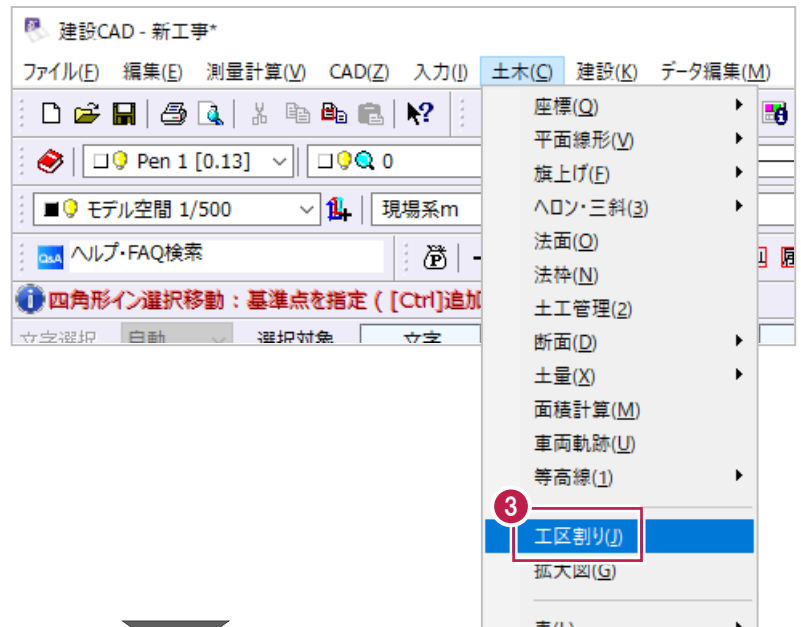 建設CAD - 新工事*
ファイル(F) 編集(E) 測量計算(V) CAD(Z) 入力(I) 土木(C) 建設(K) データ編集(M)
Pen 1 [0.13] 0
モデル空間 1/500 現場系m
Q&A ヘルプ・FAQ検索
四角形イン選択移動：基準点を指定 ( [Ctrl]追加
文字選択 自動 選択対象 文字
座標(Q)
平面線形(V)
旗上げ(F)
ヘロン・三斜(3)
法面(O)
法枠(N)
土工管理(2)
断面(D)
土量(X)
面積計算(M)
車両軌跡(U)
等高線(1)
3
工区割り(J)
拡大図(G)
表(L)